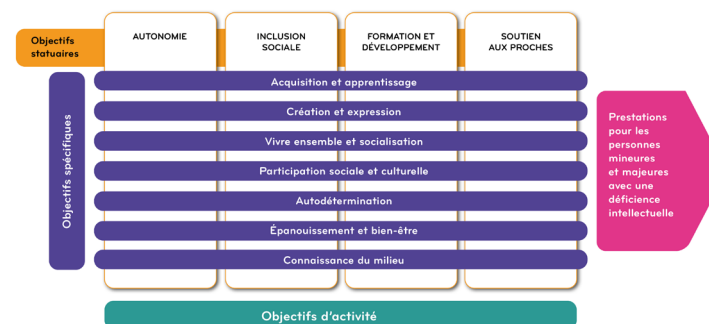 Objectifs
statuaires
AUTONOMIE
INCLUSION
SOCIALE
FORMATION ET
DÉVELOPPEMENT
SOUTIEN
AUX PROCHES
Objectifs spécifiques
Acquisition et apprentissage
Création et expression
Vivre ensemble et socialisation
Participation sociale et culturelle
Autodétermination
Épanouissement et bien-être
Connaissance du milieu
Prestations
pour les
personnes
mineures
et majeures
avec une
déficience
intellectuelle
Objectifs d'activité